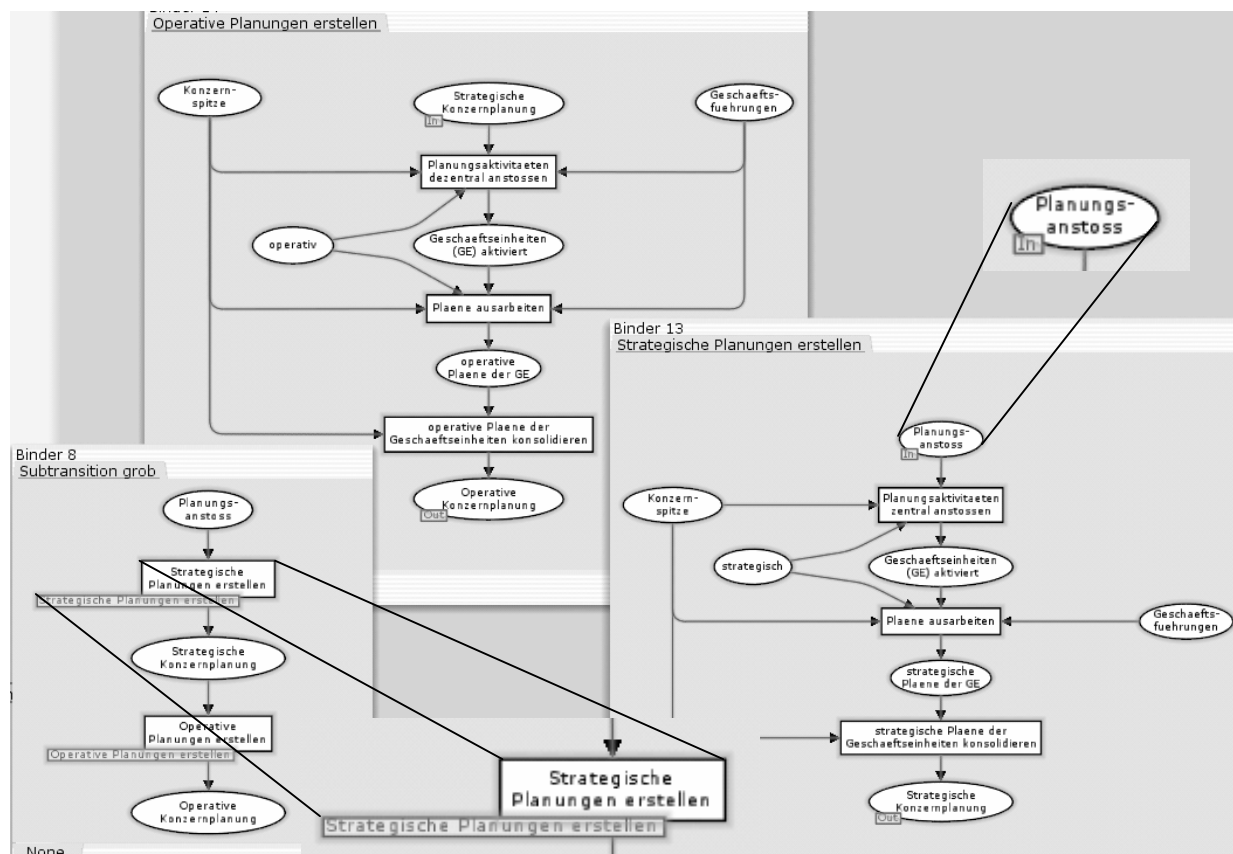 Operative Planungen erstellen
Konzern-
spitze
Strategische
Konzernplanung
In
Geschaefts-
fuehrungen
Planungsaktivitaeten
dezentral anstossen
operativ
Geschaeftseinheiten
(GE) aktiviert
Plaene ausarbeiten
operative
Plaene der GE
operative Plaene der
Geschaeftseinheiten konsolidieren
Operative
Konzernplanung
Out
Planungs-
anstoss
In
Binder 13
Strategische Planungen erstellen
Planungs-
anstoss
In
Konzern-
spitze
Planungsaktivitaeten
zentral anstossen
strategisch
Geschaeftseinheiten
(GE) aktiviert
Plaene ausarbeiten
Geschaefts-
fuehrungen
strategische
Plaene der GE
strategische Plaene der
Geschaeftseinheiten konsolidieren
Strategische
Konzernplanung
Out
Binder 8
Subtransition grob
Planungs-
anstoss
Strategische
Planungen erstellen
Strategische Planungen erstellen
Strategische
Konzernplanung
Operative
Planungen erstellen
Operative Planungen erstellen
Operative
Konzernplanung
Strategische
Planungen erstellen
Strategische Planungen erstellen
None